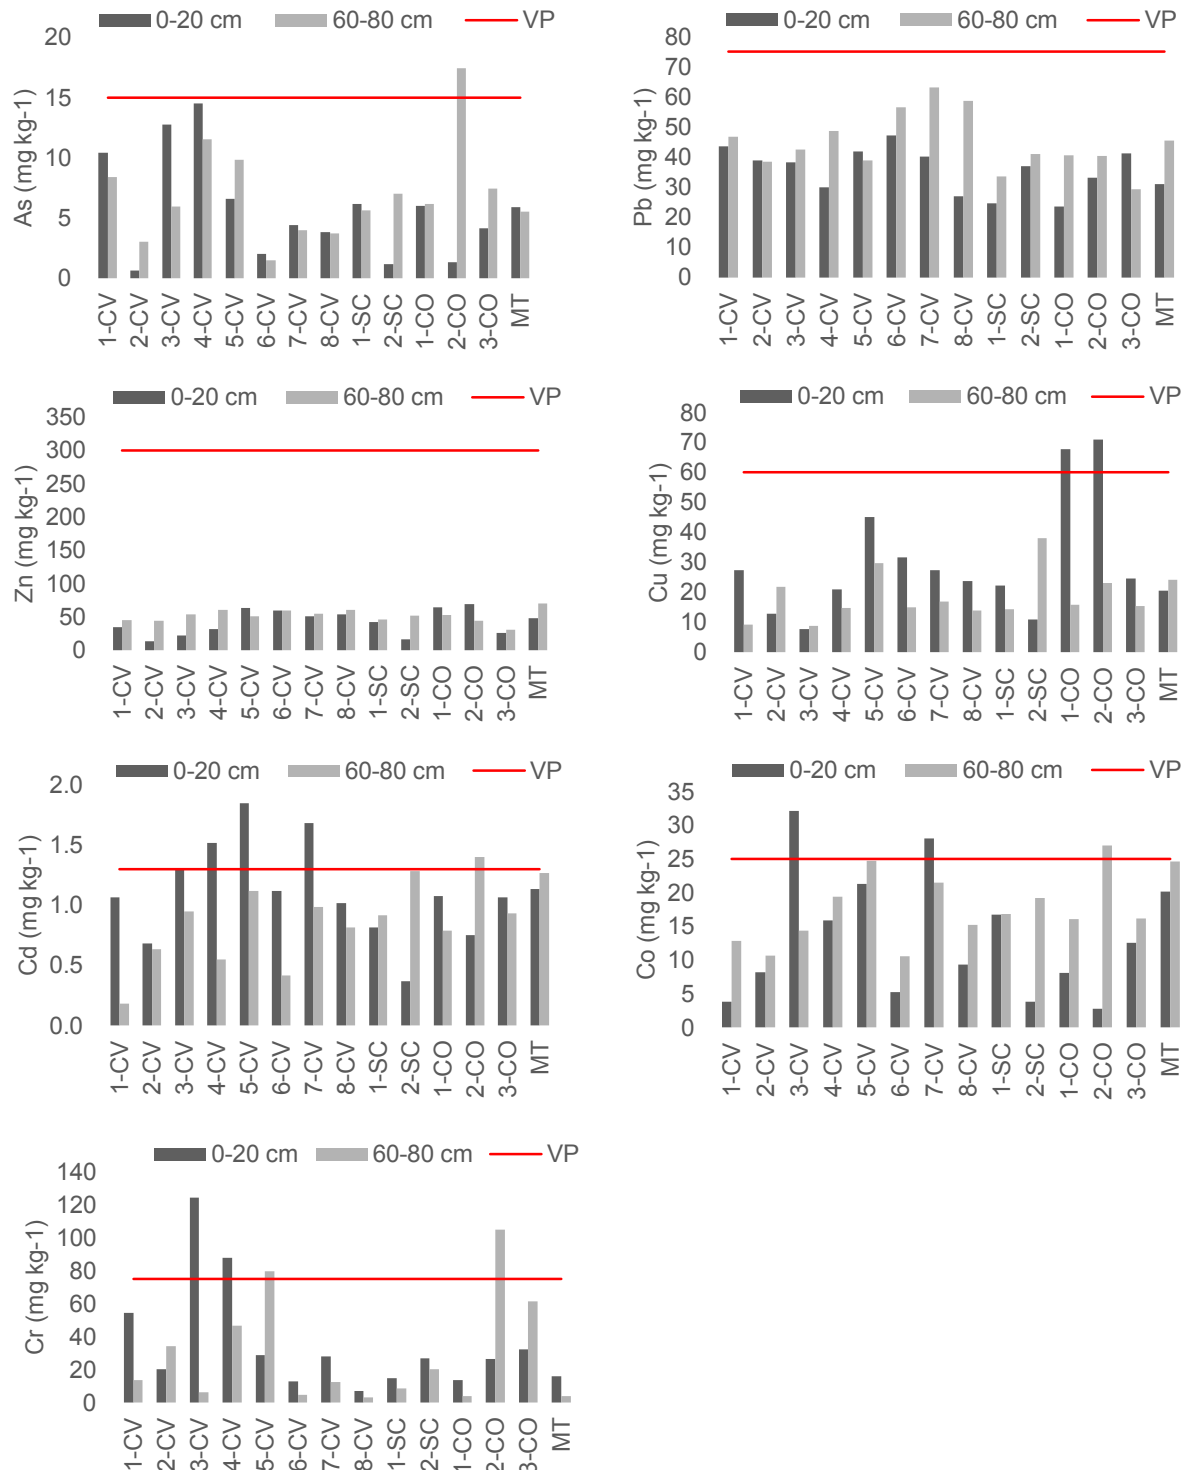 0-20 cm 60-80 cm VP
As (mg kg-1)
20
15
10
5
0
1-CV 2-CV 3-CV 4-CV 5-CV 6-CV 7-CV 8-CV 1-SC 2-SC 1-CO 2-CO 3-CO MT
0-20 cm 60-80 cm VP
Pb (mg kg-1)
80
70
60
50
40
30
20
10
0
1-CV 2-CV 3-CV 4-CV 5-CV 6-CV 7-CV 8-CV 1-SC 2-SC 1-CO 2-CO 3-CO MT
0-20 cm 60-80 cm VP
Zn (mg kg-1)
350
300
250
200
150
100
50
0
1-CV 2-CV 3-CV 4-CV 5-CV 6-CV 7-CV 8-CV 1-SC 2-SC 1-CO 2-CO 3-CO MT
0-20 cm 60-80 cm VP
Cu (mg kg-1)
80
70
60
50
40
30
20
10
0
1-CV 2-CV 3-CV 4-CV 5-CV 6-CV 7-CV 8-CV 1-SC 2-SC 1-CO 2-CO 3-CO MT
0-20 cm 60-80 cm VP
Cd (mg kg-1)
2.0
1.5
1.0
0.5
0.0
1-CV 2-CV 3-CV 4-CV 5-CV 6-CV 7-CV 8-CV 1-SC 2-SC 1-CO 2-CO 3-CO MT
0-20 cm 60-80 cm VP
Co (mg kg-1)
35
30
25
20
15
10
5
0
1-CV 2-CV 3-CV 4-CV 5-CV 6-CV 7-CV 8-CV 1-SC 2-SC 1-CO 2-CO 3-CO MT
0-20 cm 60-80 cm VP
Cr (mg kg-1)
140
120
100
80
60
40
20
0
1-CV 2-CV 3-CV 4-CV 5-CV 6-CV 7-CV 8-CV 1-SC 2-SC 1-CO 2-CO 3-CO MT